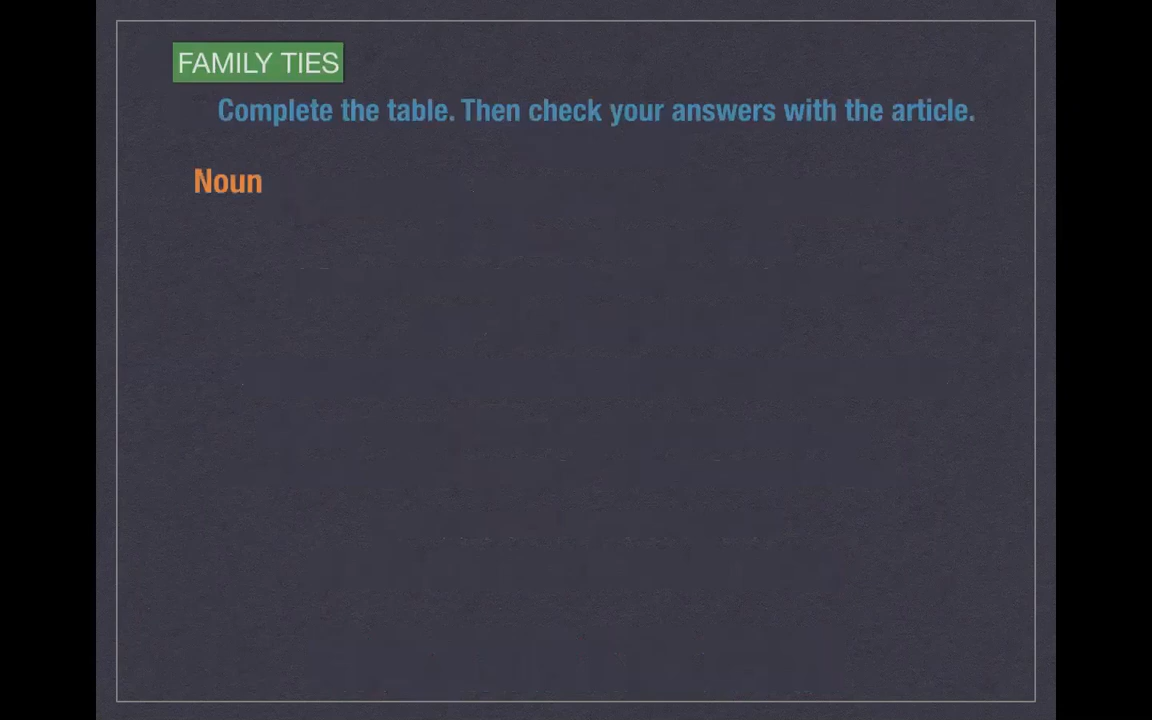 FAMILY TIES
Complete the table. Then check your answers with the article.
Noun